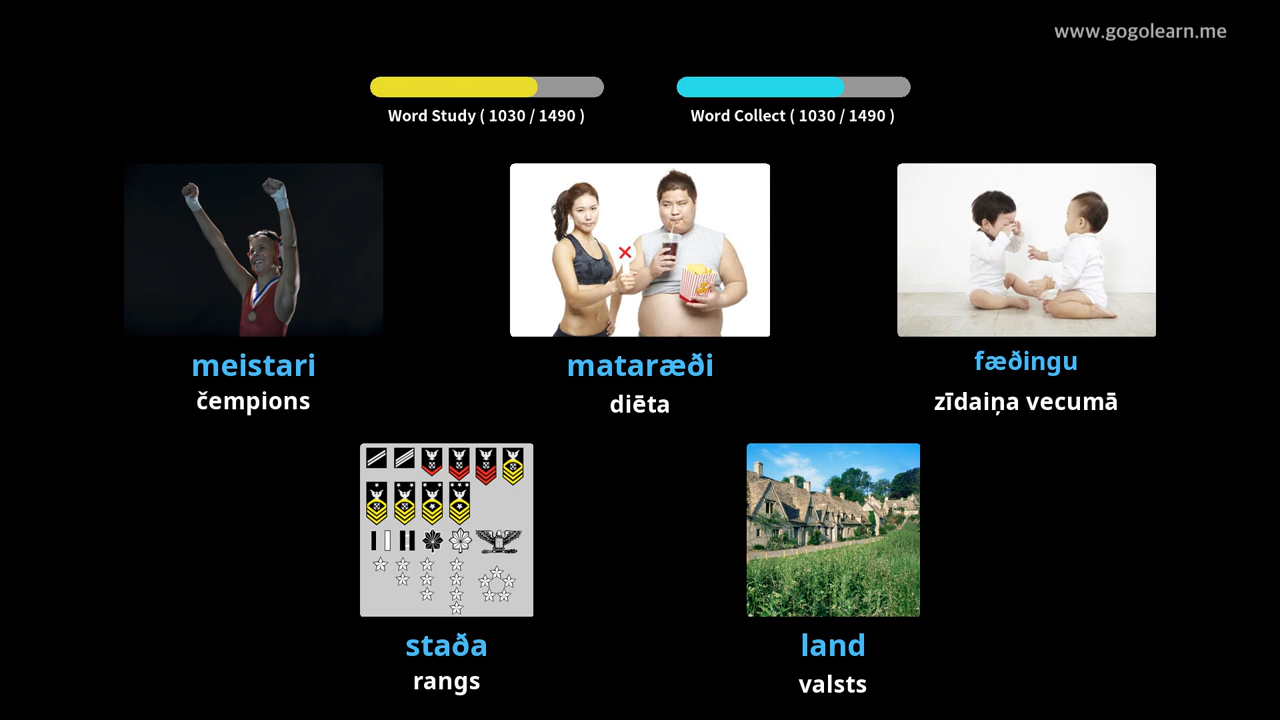 www.gogolearn.me
Word Study ( 1030 / 1490 )
Word Collect ( 1030 / 1490 )
meistari
čempions
mataræði
diēta
fæðingu
zīdaiņa vecumā
staða
rangs
land
valsts